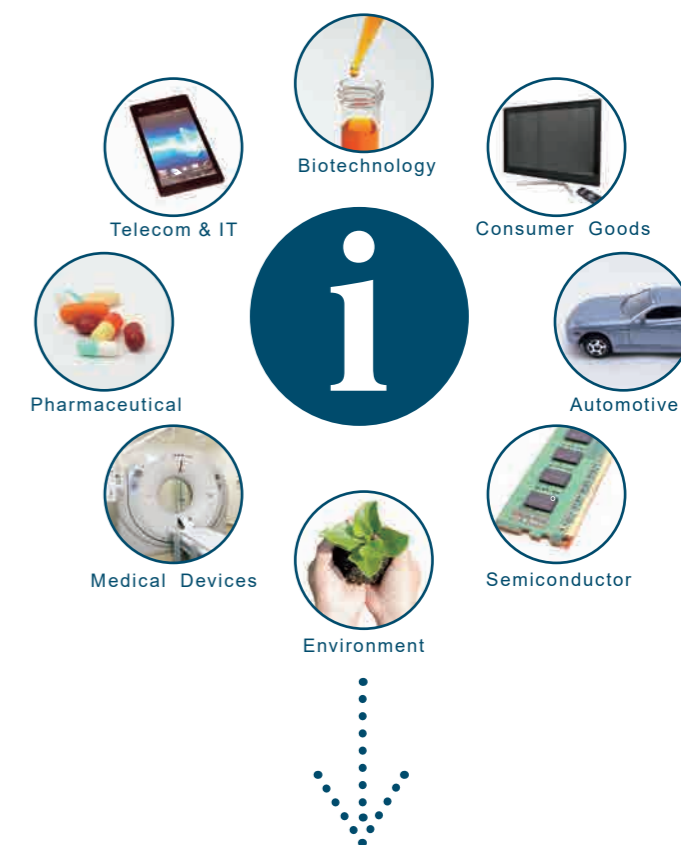 Biotechnology
Telecom & IT
Consumer Goods
i
Pharmaceutical
Automotive
Medical Devices
Semiconductor
Environment